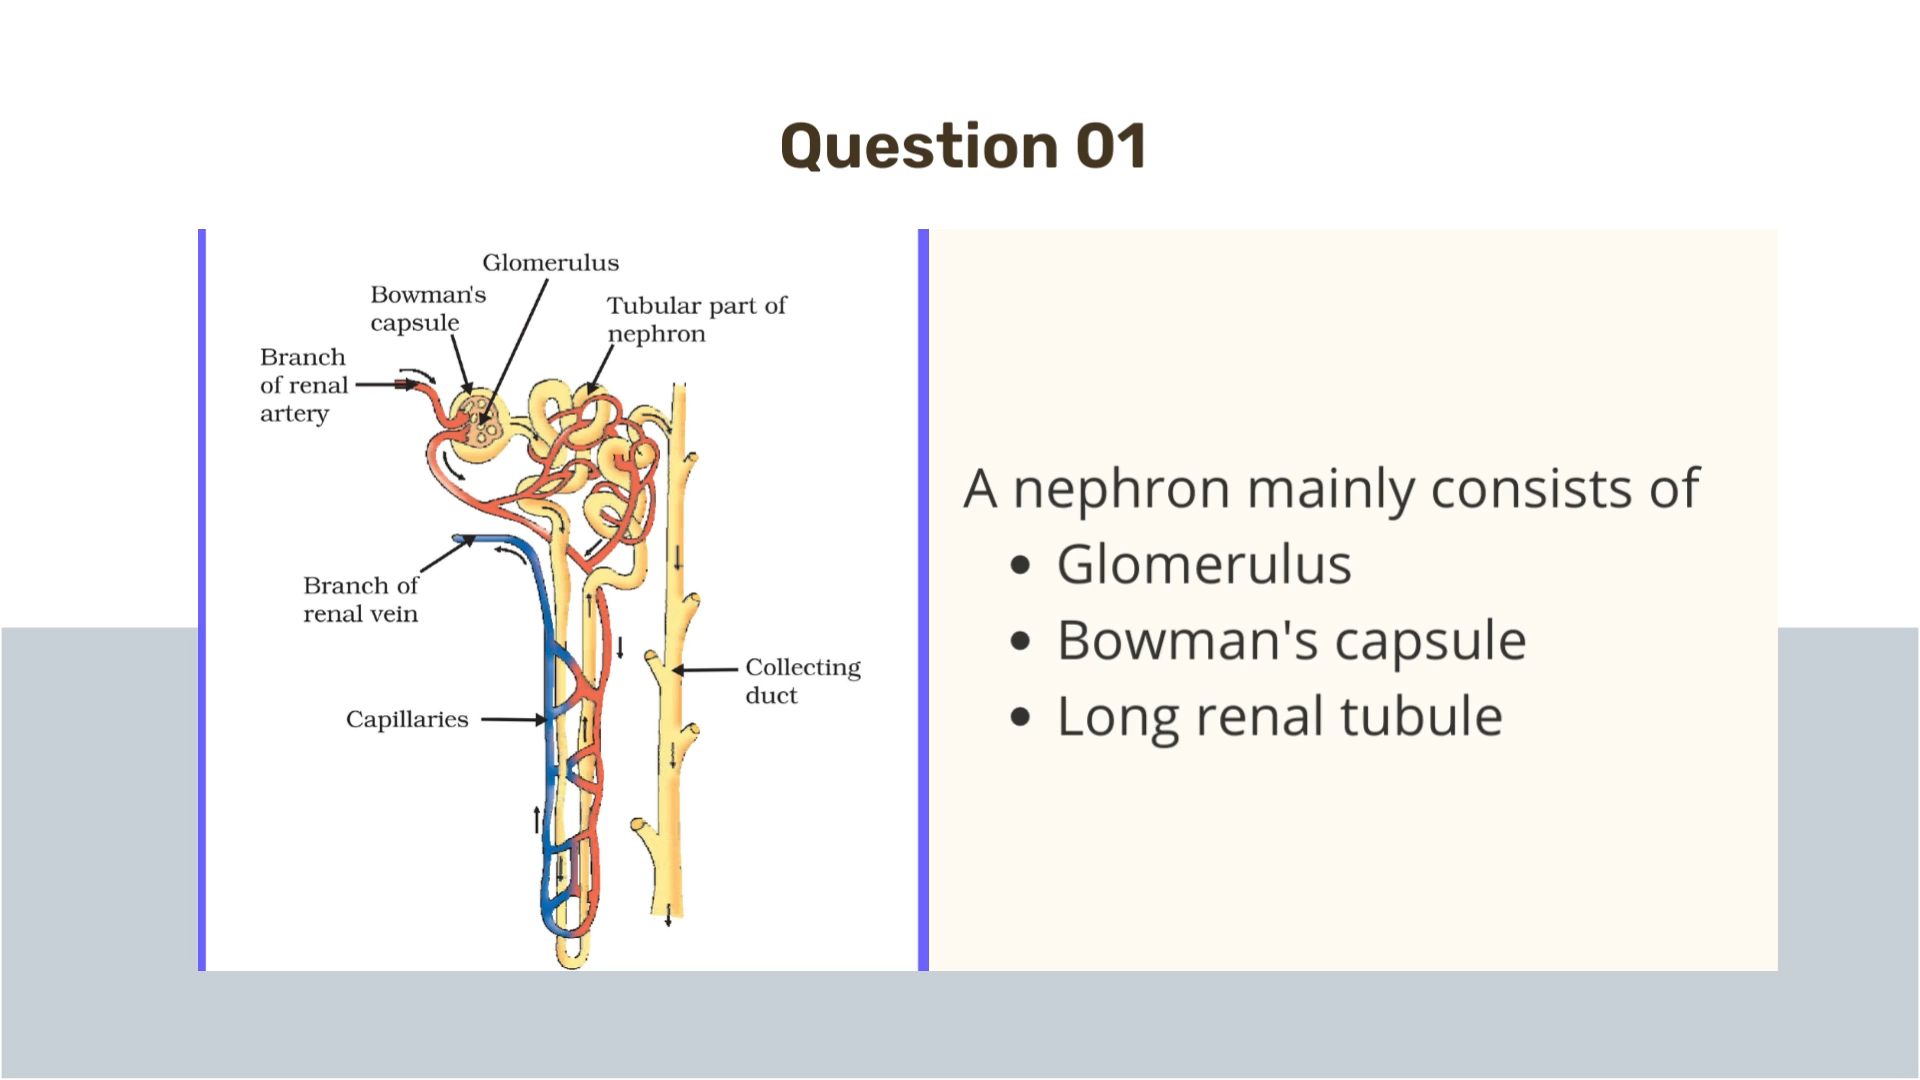 Question 01
Glomerulus
Bowman's
capsule
Tubular part of
nephron
Branch
of renal
artery
Branch of
renal vein
Collecting
duct
Capillaries
A nephron mainly consists of
• Glomerulus
• Bowman's capsule
• Long renal tubule